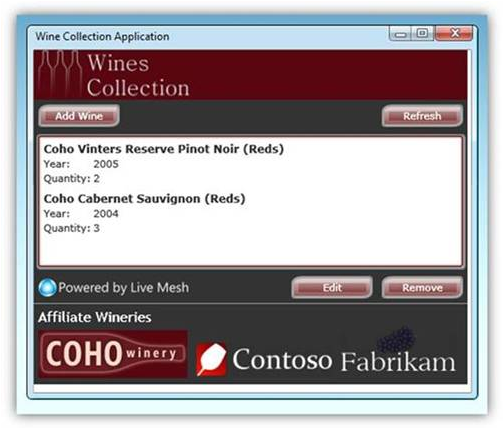 Wine Collection Application
Wines
Collection
Add Wine Refresh
Coho Vinters Reserve Pinot Noir (Reds)
Year: 2005
Quantity: 2
Coho Cabernet Sauvignon (Reds)
Year: 2004
Quantity: 3
Powered by Live Mesh Edit Remove
Affiliate Wineries
COHO winery Contoso Fabrikam